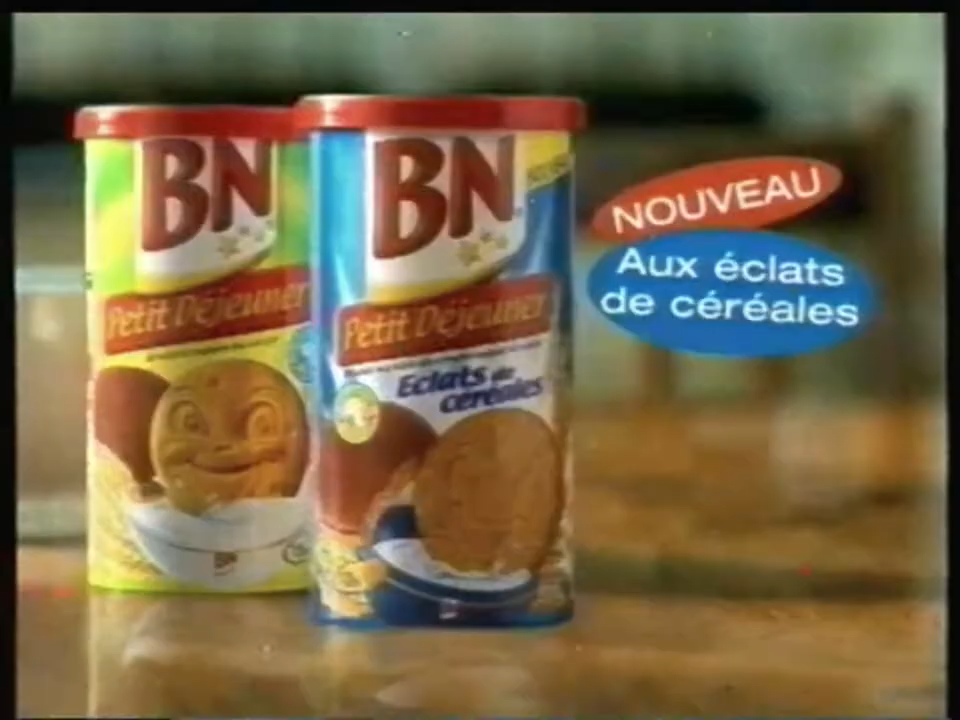 BN
Petit Déjeuner
BN
Petit Déjeuner
Eclats de
céréales
NOUVEAU
Aux éclats
de céréales